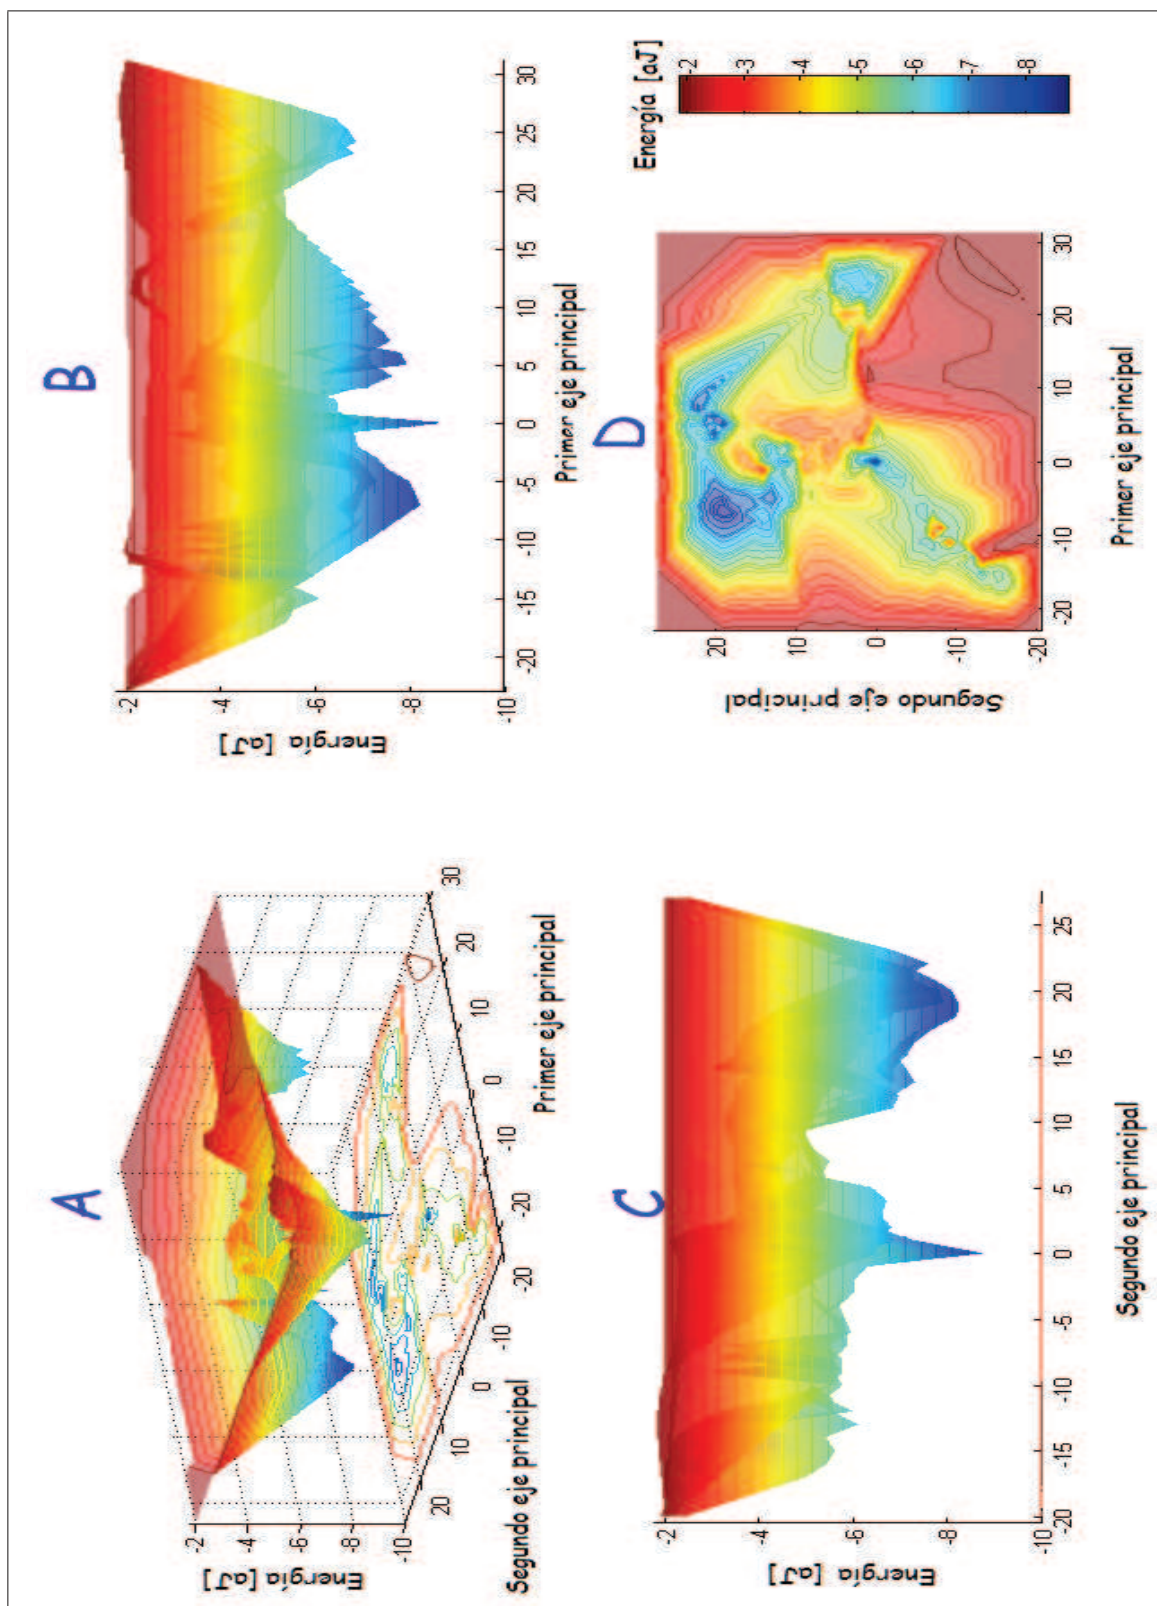 A
Energía [aJ]
-2
-4
-6
-8
-10
20
10
0
-10
-20
-20
-10
0
10
20
30
Segundo eje principal
Primer eje principal
B
Energía [aJ]
-2
-4
-6
-8
-10
-20 -15 -10 -5 0 5 10 15 20 25 30
Primer eje principal
C
Energía [aJ]
-2
-4
-6
-8
-10
-20 -15 -10 -5 0 5 10 15 20 25
Segundo eje principal
D
Segundo eje principal
20
10
0
-10
-20
-20 -10 0 10 20 30
Primer eje principal
Energía [aJ]
-2
-3
-4
-5
-6
-7
-8